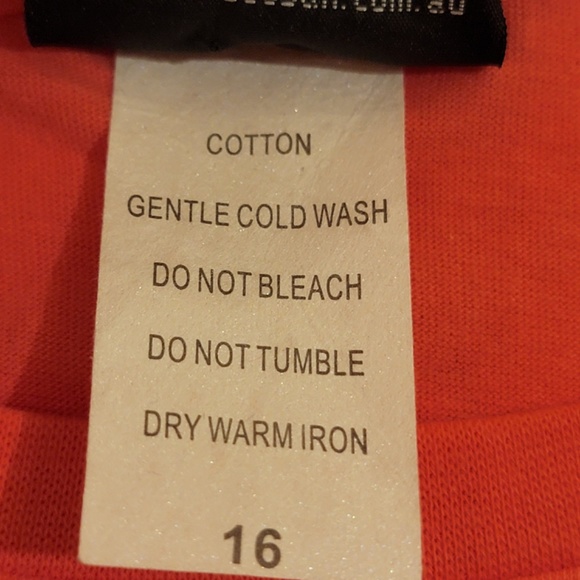 COTTON
GENTLE COLD WASH
DO NOT BLEACH
DO NOT TUMBLE
DRY WARM IRON
16